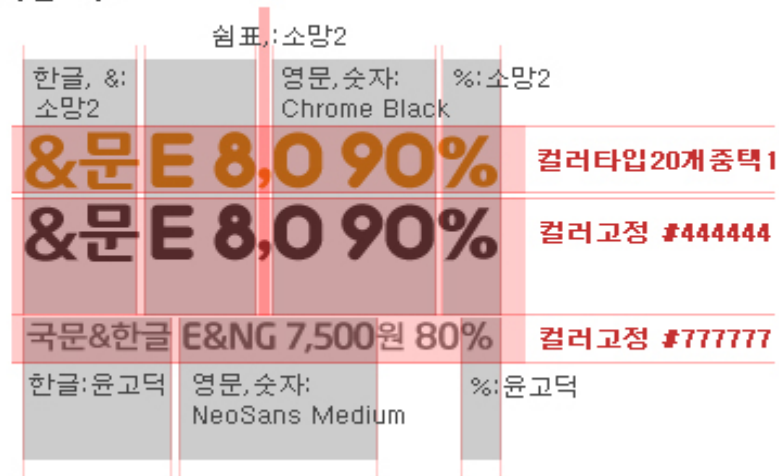 쉼표,:소망2
한글, &: 영문,숫자: %:소망2
소망2 Chrome Black
&문E 8,0 90% 컬러타입20개중택1
&문E 8,0 90% 컬러고정 #444444
국문&한글 E&NG 7,500원 80% 컬러고정 #777777
한글:윤고덕 영문,숫자: %:윤고덕
NeoSans Medium